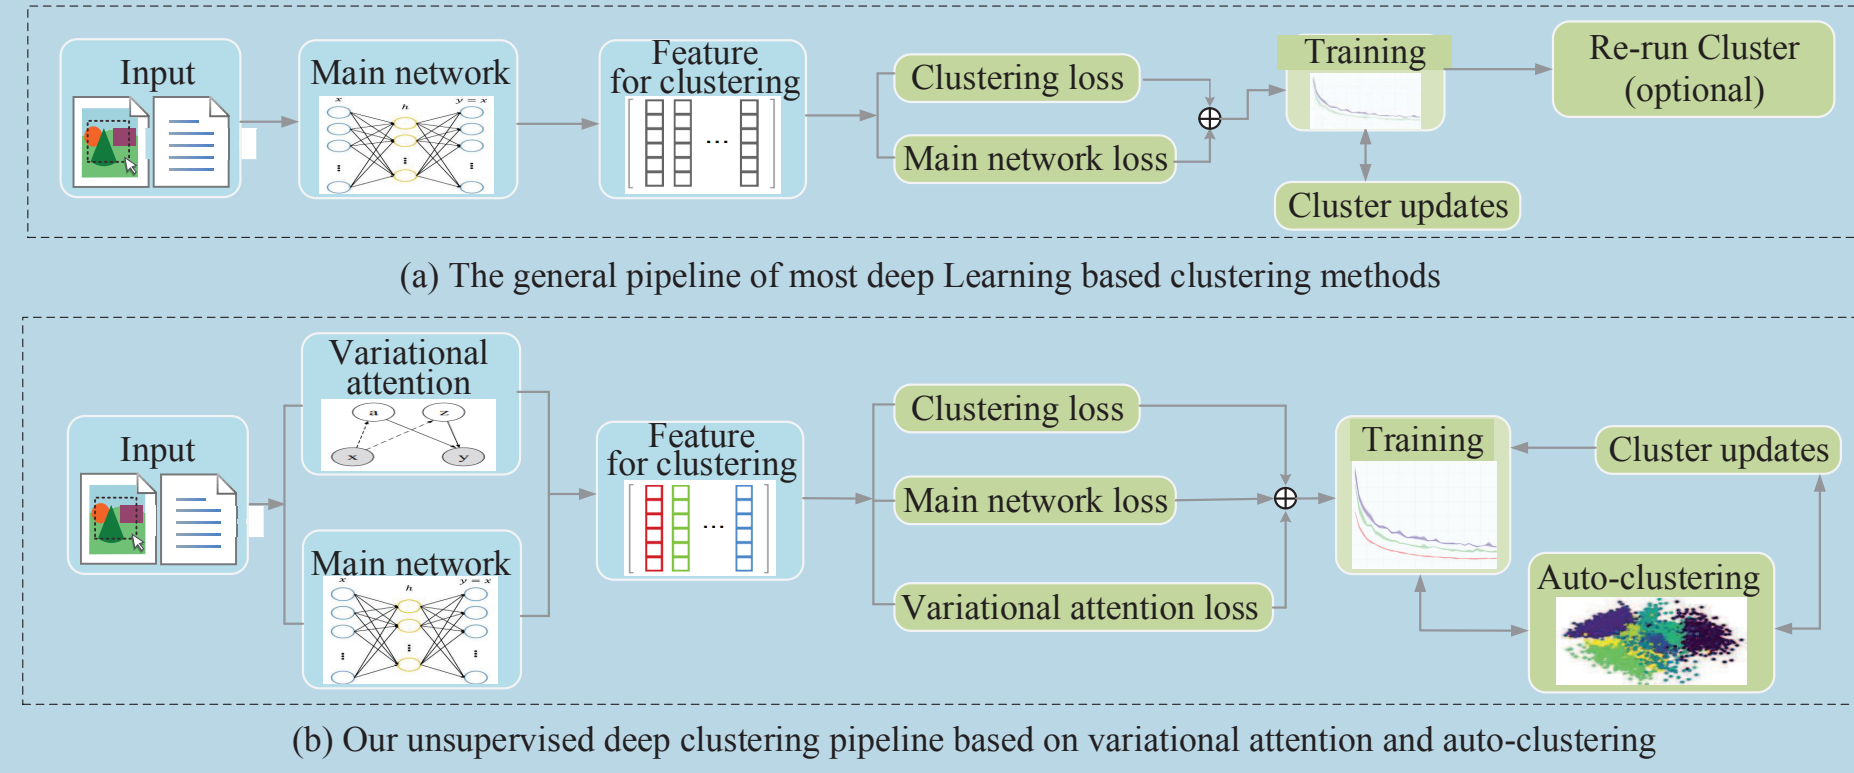 Input
Main network
x
h
y = x
Feature
for clustering
...
Clustering loss
Main network loss
Training
Cluster updates
Re-run Cluster
(optional)
(a) The general pipeline of most deep Learning based clustering methods
Input
Variational
attention
a
z
x
y
Main network
x
h
y = x
Feature
for clustering
...
Clustering loss
Main network loss
Variational attention loss
Training
Cluster updates
Auto-clustering
(b) Our unsupervised deep clustering pipeline based on variational attention and auto-clustering